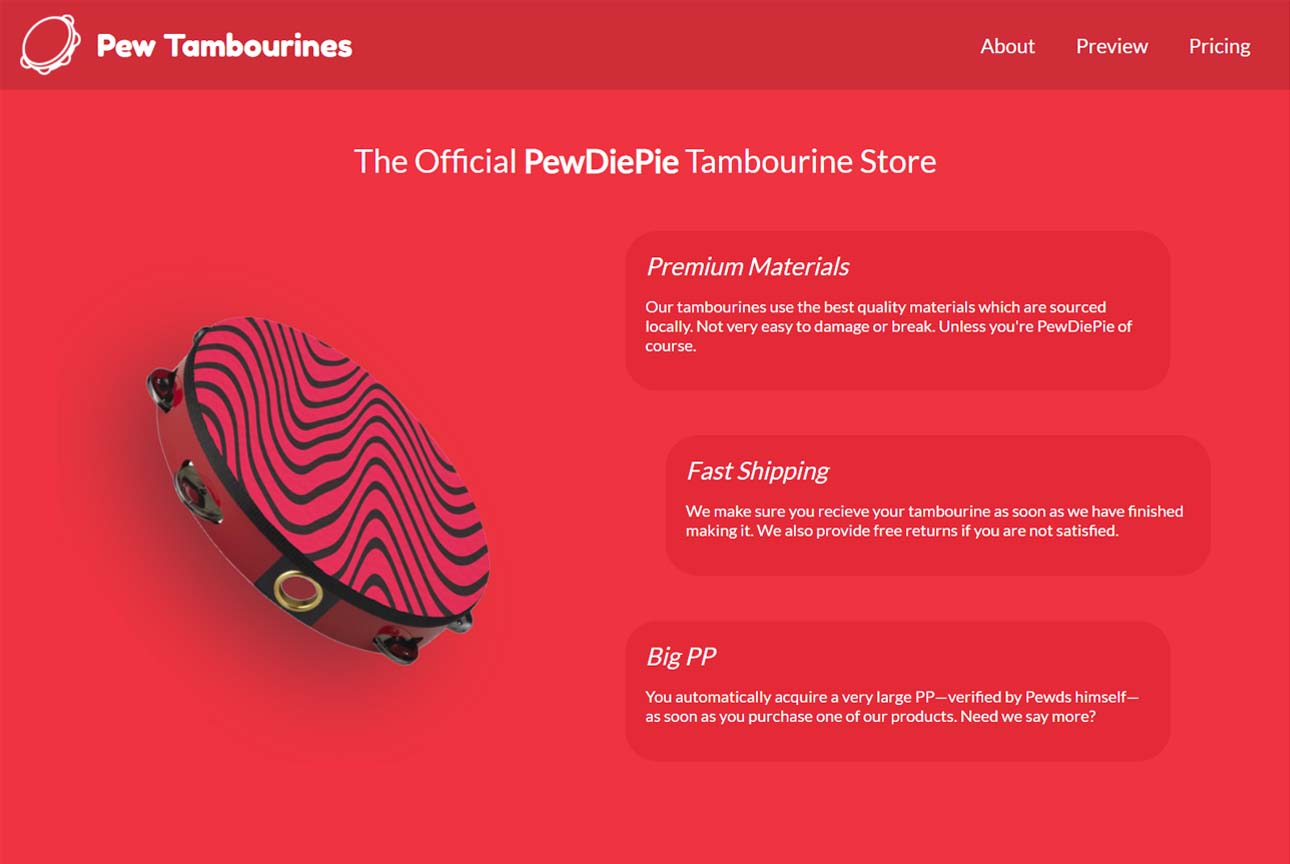 Pew Tambourines
About
Preview
Pricing
The Official PewDiePie Tambourine Store
Premium Materials
Our tambourines use the best quality materials which are sourced
locally. Not very easy to damage or break. Unless you're PewDiePie of
course.
Fast Shipping
We make sure you recieve your tambourine as soon as we have finished
making it. We also provide free returns if you are not satisfied.
Big PP
You automatically acquire a very large PP—verified by Pewds himself—
as soon as you purchase one of our products. Need we say more?